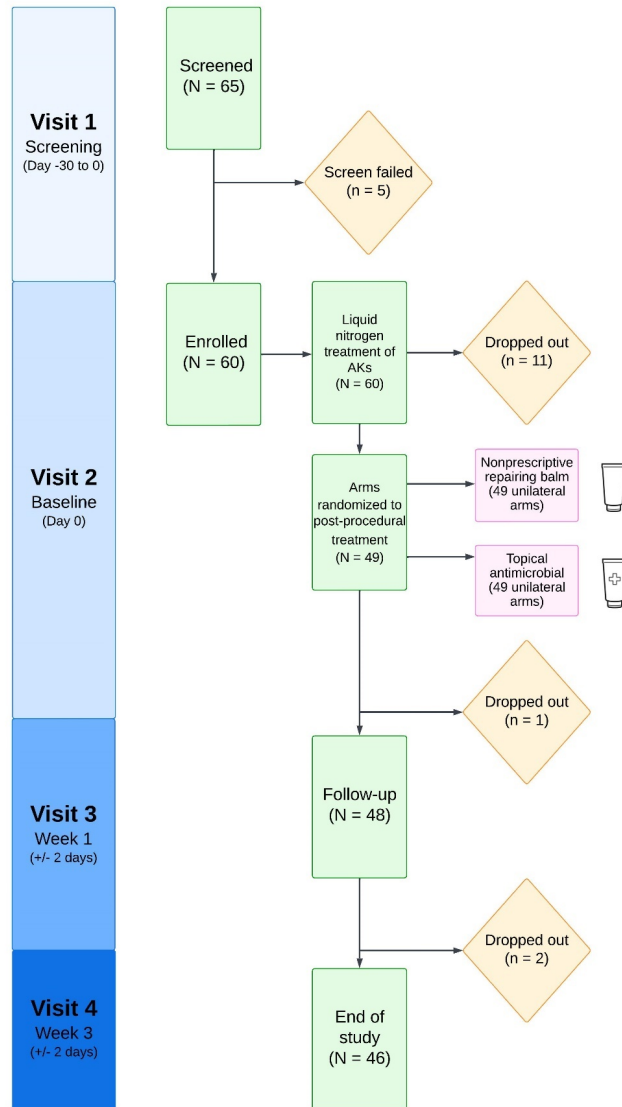 Visit 1
Screening
(Day -30 to 0)
Screened
(N = 65)
Screen failed
(n = 5)
Visit 2
Baseline
(Day 0)
Enrolled
(N = 60)
Liquid
nitrogen
treatment of
AKs
(N = 60)
Dropped out
(n = 11)
Arms
randomized to
post-procedural
treatment
(N = 49)
Nonprescriptive
repairing balm
(49 unilateral
arms)
Topical
antimicrobial
(49 unilateral
arms)
Dropped out
(n = 1)
Visit 3
Week 1
(+/- 2 days)
Follow-up
(N = 48)
Dropped out
(n = 2)
Visit 4
Week 3
(+/- 2 days)
End of
study
(N = 46)